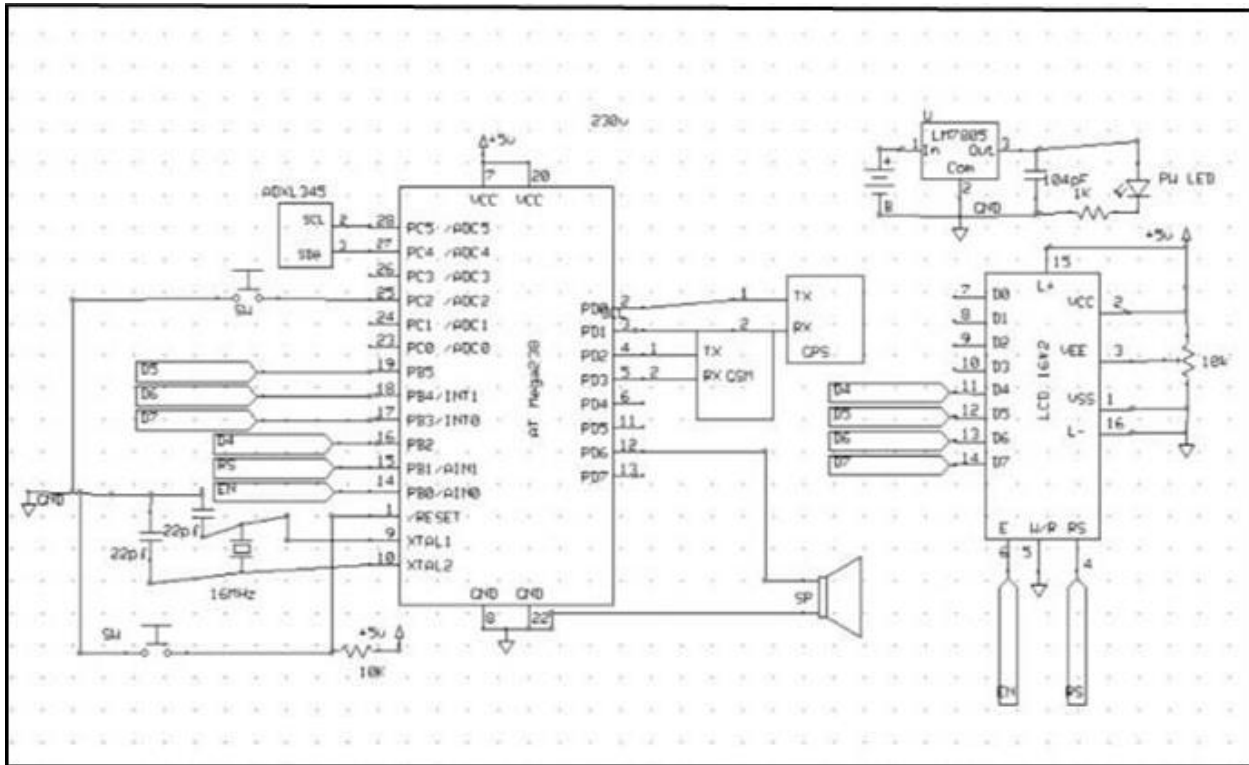 230v
+5v
7
20
VCC
VCC
ADXL345
SCL
2
SDA
3
28
PC5 /ADC5
27
PC4 /ADC4
26
PC3 /ADC3
SW
25
PC2 /ADC2
24
PC1 /ADC1
23
PC0 /ADC0
D5
19
PB5
D6
18
PB4/INT1
D7
17
PB3/INT0
D4
16
PB2
RS
15
PB1/AIN1
EN
14
PB0/AIN0
1
/RESET
9
XTAL1
10
XTAL2
AT Mega238
PD0
2
PD1
3
PD2
4
PD3
5
PD4
6
PD5
11
PD6
12
PD7
13
GND
GND
8
22
GND
22pf
22pf
16MHz
SW
+5v
10K
1
TX
2
RX
GPS
1
TX
2
RX GSM
SP
U
LM7805
1
In
Out
3
Com
2
+
B
GND
104pF
1K
PW LED
+5v
15
L+
7
D0
8
D1
9
D2
10
D3
D4
11
D4
D5
12
D5
D6
13
D6
D7
14
D7
LCD 16x2
VCC
2
VEE
3
10k
VSS
1
L-
16
E
W/R
RS
6
5
4
EN
RS